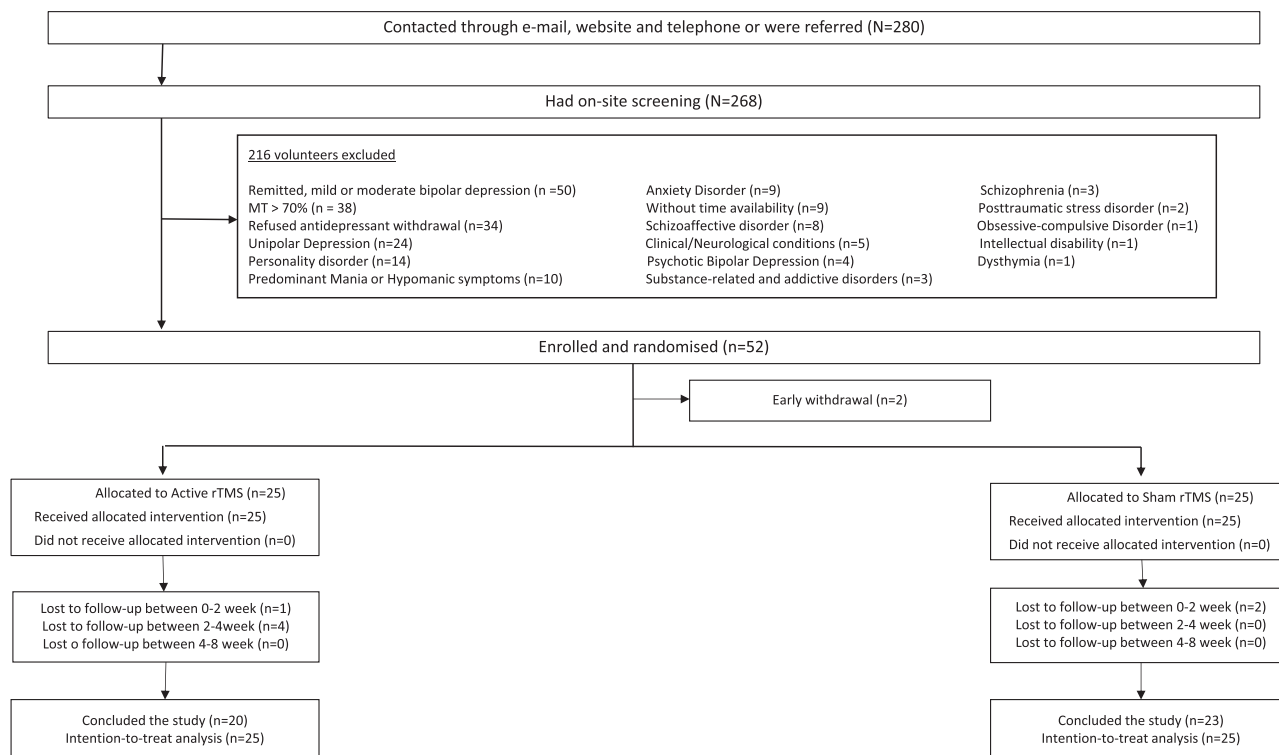 Contacted through e-mail, website and telephone or were referred (N=280)
Had on-site screening (N=268)
216 volunteers excluded
Remitted, mild or moderate bipolar depression (n =50)
MT > 70% (n = 38)
Refused antidepressant withdrawal (n=34)
Unipolar Depression (n=24)
Personality disorder (n=14)
Predominant Mania or Hypomanic symptoms (n=10)
Anxiety Disorder (n=9)
Without time availability (n=9)
Schizoaffective disorder (n=8)
Clinical/Neurological conditions (n=5)
Psychotic Bipolar Depression (n=4)
Substance-related and addictive disorders (n=3)
Schizophrenia (n=3)
Posttraumatic stress disorder (n=2)
Obsessive-compulsive Disorder (n=1)
Intellectual disability (n=1)
Dysthymia (n=1)
Enrolled and randomised (n=52)
Early withdrawal (n=2)
Allocated to Active rTMS (n=25)
Received allocated intervention (n=25)
Did not receive allocated intervention (n=0)
Lost to follow-up between 0-2 week (n=1)
Lost to follow-up between 2-4week (n=4)
Lost o follow-up between 4-8 week (n=0)
Concluded the study (n=20)
Intention-to-treat analysis (n=25)
Allocated to Sham rTMS (n=25)
Received allocated intervention (n=25)
Did not receive allocated intervention (n=0)
Lost to follow-up between 0-2 week (n=2)
Lost to follow-up between 2-4 week (n=0)
Lost to follow-up between 4-8 week (n=0)
Concluded the study (n=23)
Intention-to-treat analysis (n=25)